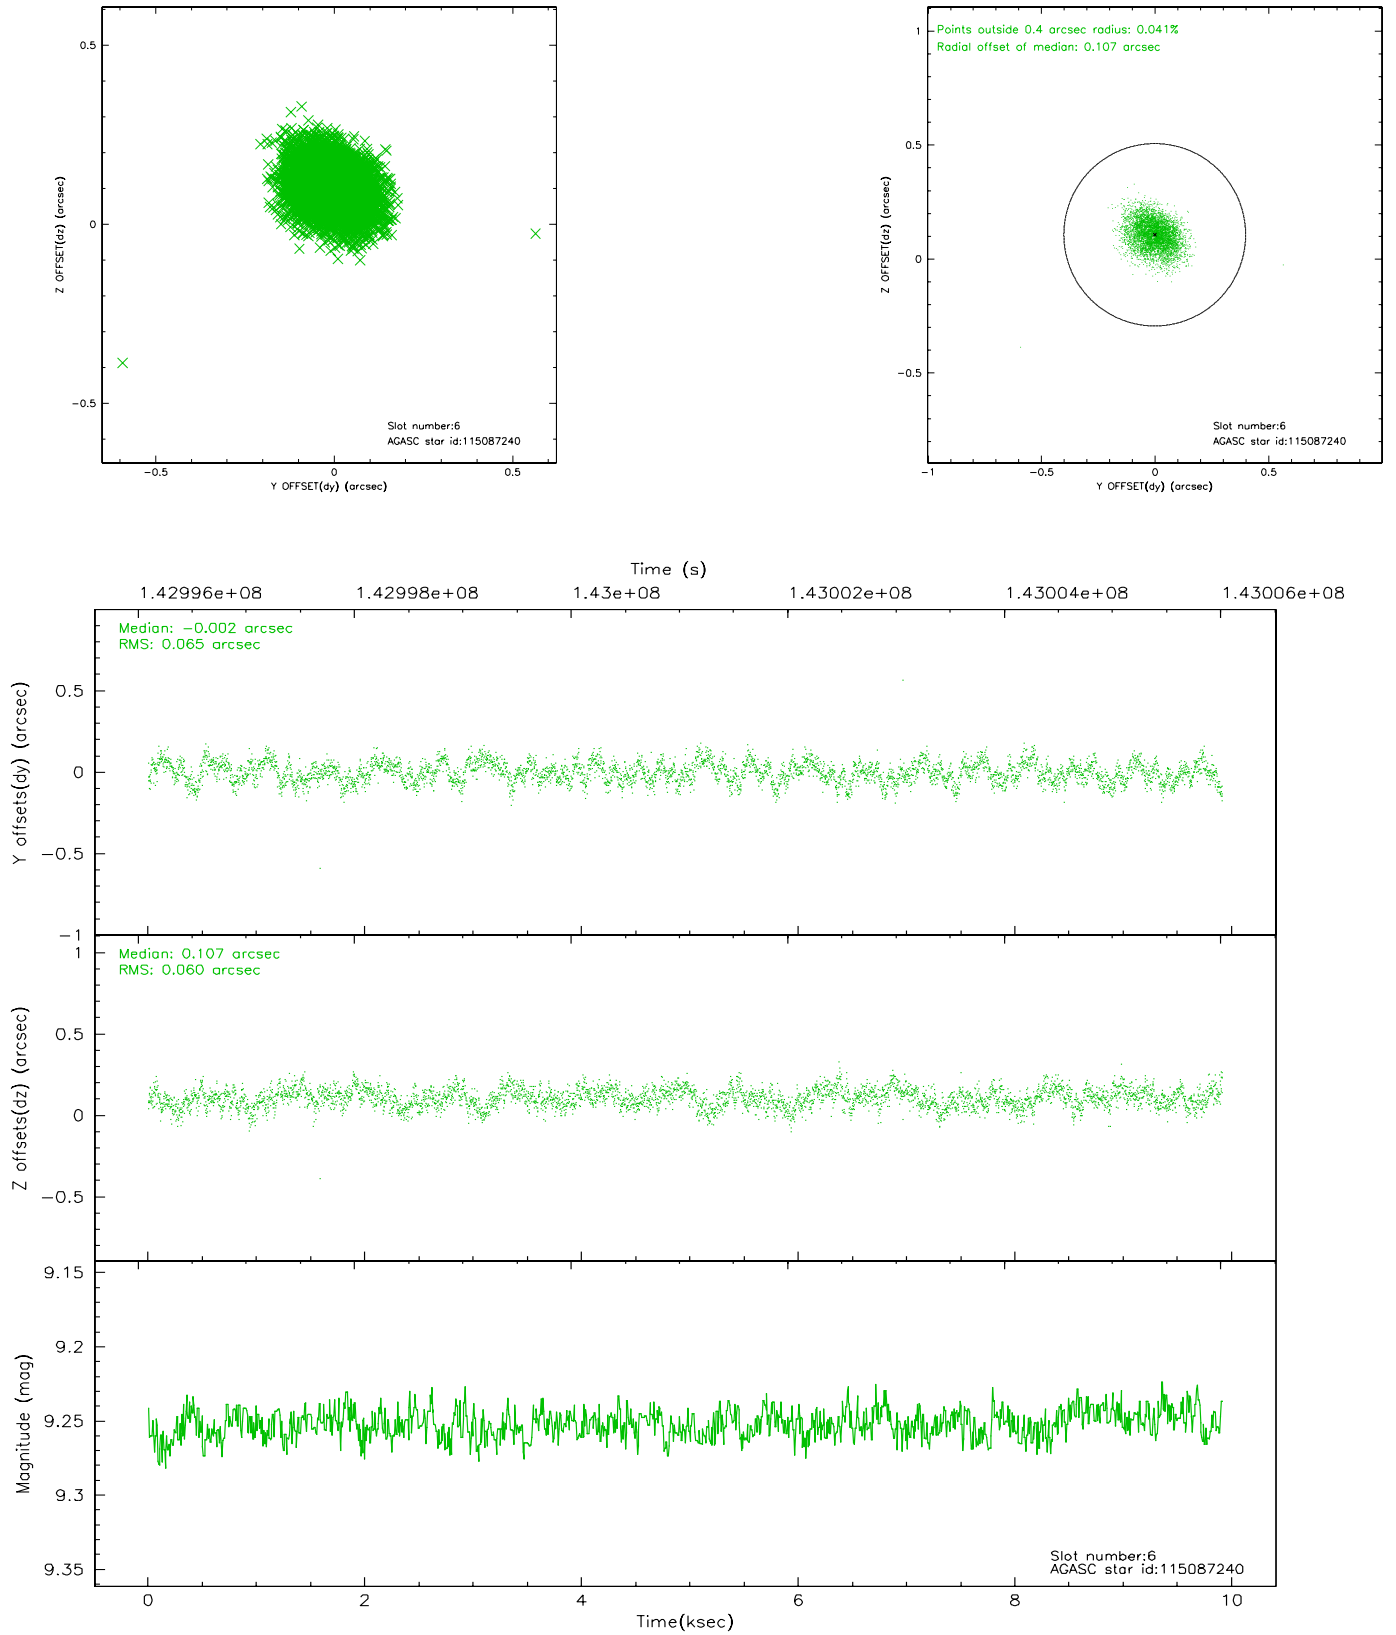 0.5
0
−0.5
Z OFFSET(dz) (arcsec)
Slot number:6
AGASC star id:115087240
−0.5
0
0.5
Y OFFSET(dy) (arcsec)
Points outside 0.4 arcsec radius: 0.041%
Radial offset of median: 0.107 arcsec
1
0.5
0
−0.5
Z OFFSET(dz) (arcsec)
Slot number:6
AGASC star id:115087240
−1
−0.5
0
0.5
Y OFFSET(dy) (arcsec)
Time (s)
1.42996e+08
1.42998e+08
1.43e+08
1.43002e+08
1.43004e+08
1.43006e+08
Median: −0.002 arcsec
RMS: 0.065 arcsec
0.5
0
−0.5
−1
Y offsets(dy) (arcsec)
Median: 0.107 arcsec
RMS: 0.060 arcsec
1
0.5
0
−0.5
Z offsets(dz) (arcsec)
9.15
9.2
9.25
9.3
9.35
Magnitude (mag)
Slot number:6
AGASC star id:115087240
0
2
4
6
8
10
Time(ksec)